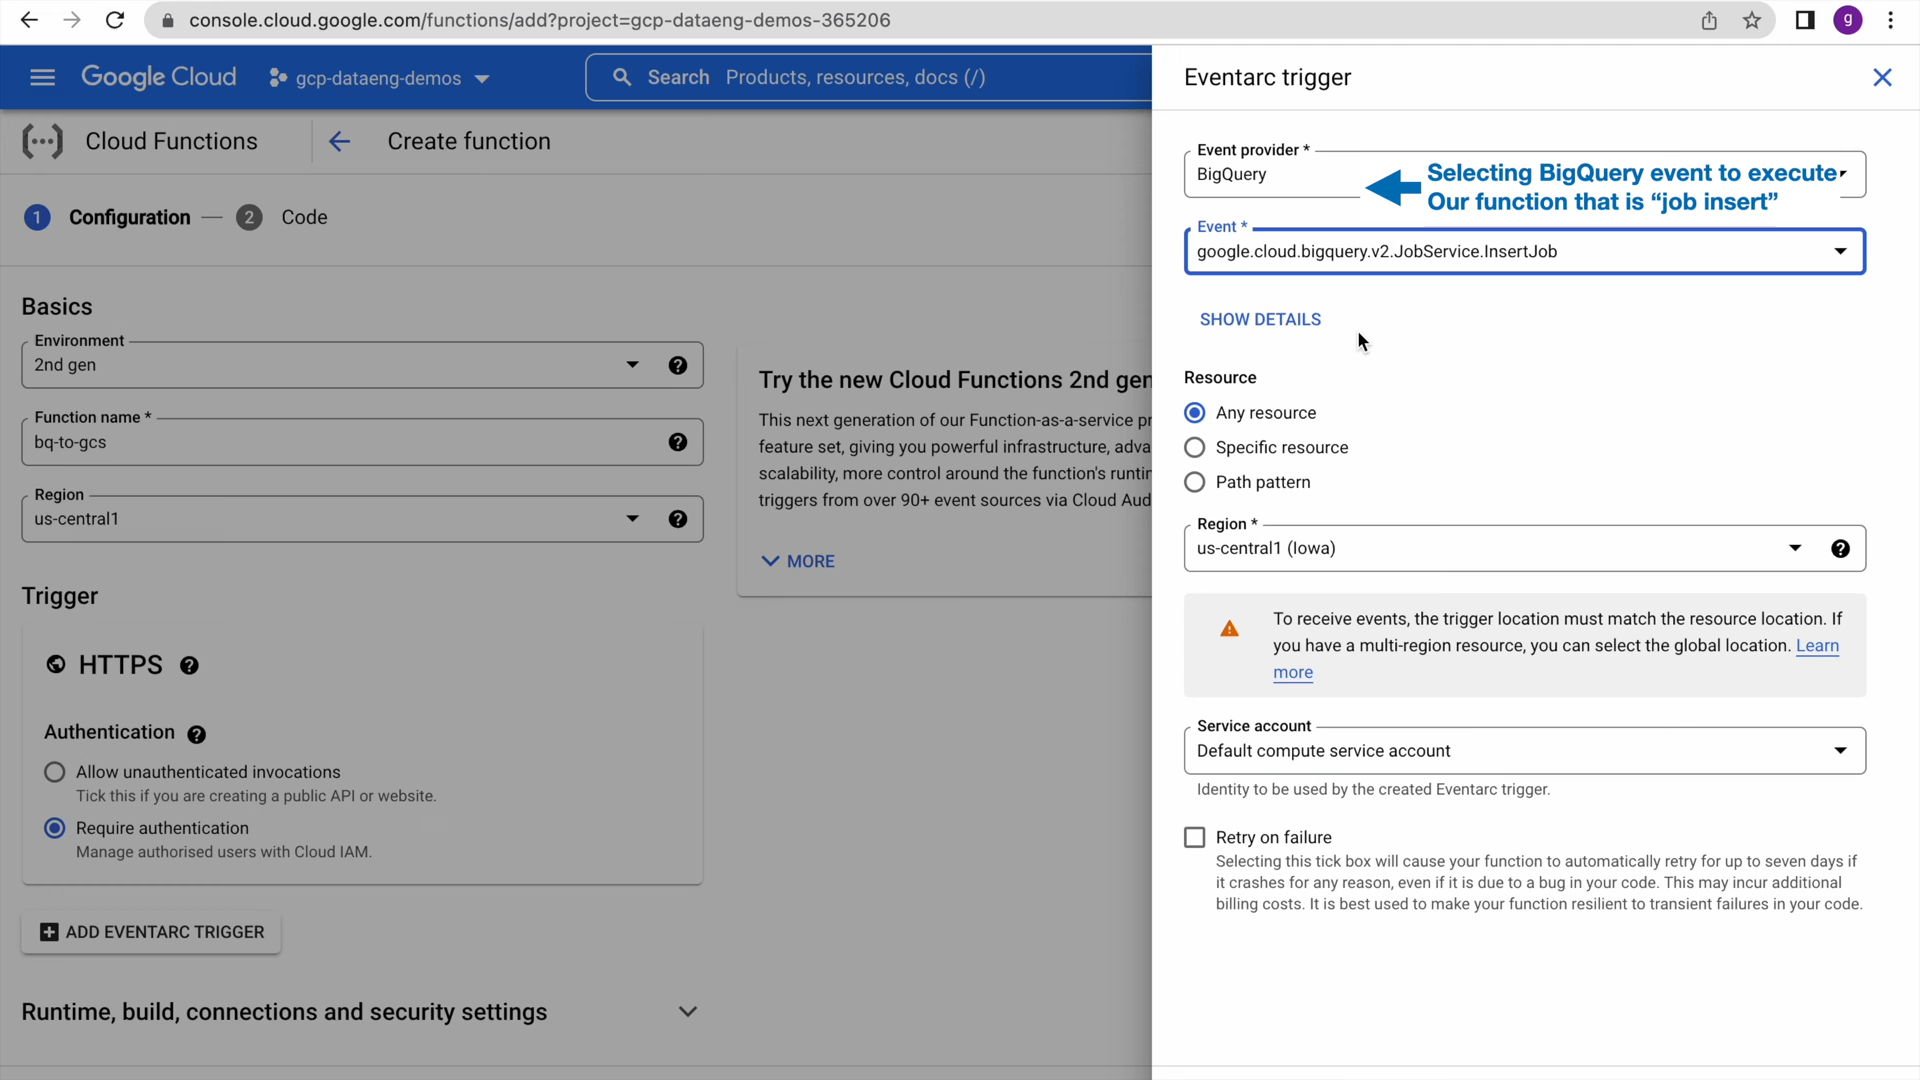 console.cloud.google.com/functions/add?project=gcp-dataeng-demos-365206
g
Google Cloud
gcp-dataeng-demos
Search Products, resources, docs (/)
Cloud Functions
Create function
1 Configuration — 2 Code
Basics
Environment
2nd gen
Function name *
bq-to-gcs
Region
us-central1
Trigger
HTTPS
Authentication
Allow unauthenticated invocations
Tick this if you are creating a public API or website.
Require authentication
Manage authorised users with Cloud IAM.
ADD EVENTARC TRIGGER
Runtime, build, connections and security settings
Try the new Cloud Functions 2nd gen
This next generation of our Function-as-a-service pr
feature set, giving you powerful infrastructure, adva
scalability, more control around the function's runtin
triggers from over 90+ event sources via Cloud Aud
MORE
Eventarc trigger
Event provider *
BigQuery
Selecting BigQuery event to execute
Our function that is “job insert”
Event *
google.cloud.bigquery.v2.JobService.InsertJob
SHOW DETAILS
Resource
Any resource
Specific resource
Path pattern
Region *
us-central1 (Iowa)
To receive events, the trigger location must match the resource location. If
you have a multi-region resource, you can select the global location. Learn
more
Service account
Default compute service account
Identity to be used by the created Eventarc trigger.
Retry on failure
Selecting this tick box will cause your function to automatically retry for up to seven days if
it crashes for any reason, even if it is due to a bug in your code. This may incur additional
billing costs. It is best used to make your function resilient to transient failures in your code.